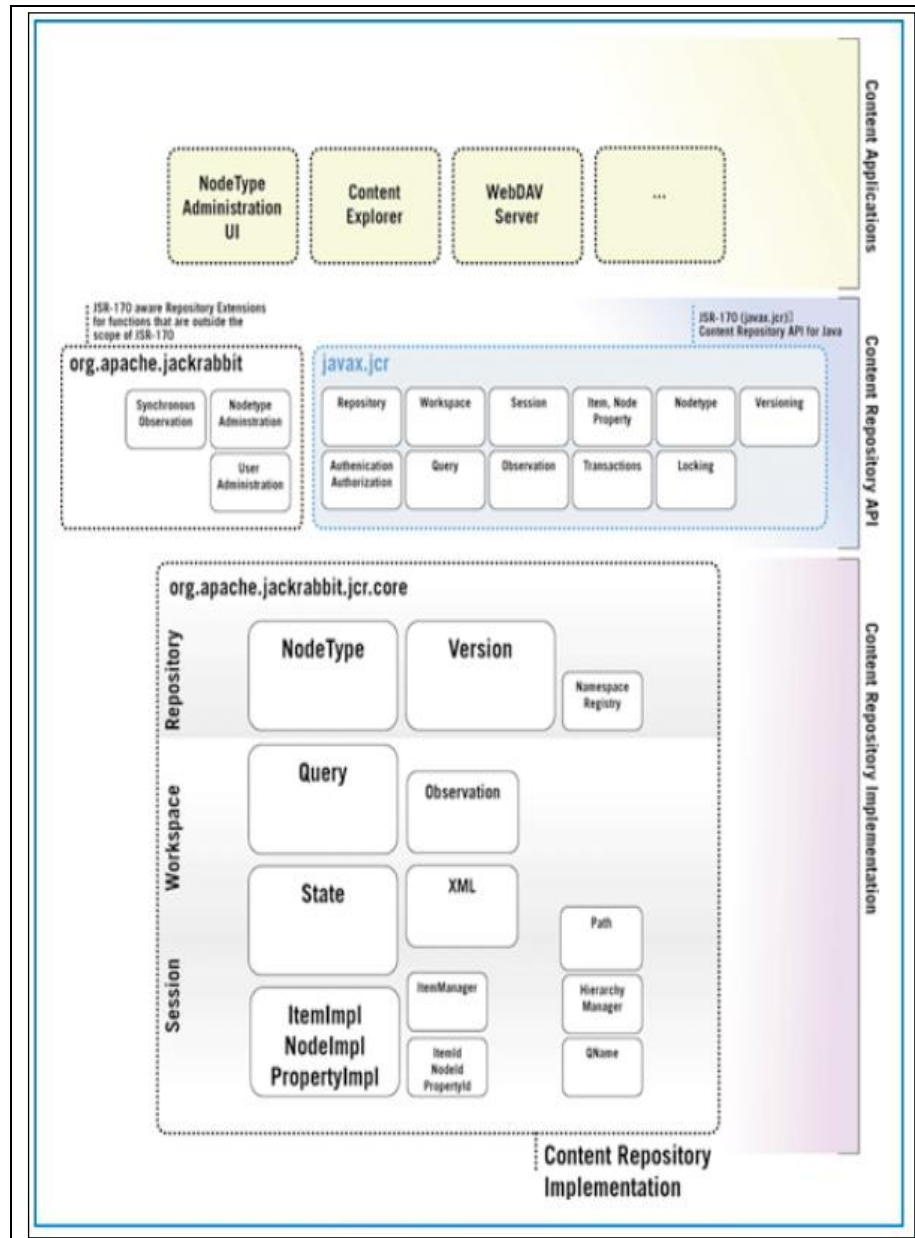 Content Applications
NodeType
Administration
UI
Content
Explorer
WebDAV
Server
...
JSR-170 aware Repository Extensions
for functions that are outside the
scope of JSR-170
JSR-170 (javax.jcr)
Content Repository API for Java
Content Repository API
org.apache.jackrabbit
Synchronous
Observation
Nodetype
Adminstration
User
Administration
javax.jcr
Repository
Workspace
Session
Item, Node
Property
Nodetype
Versioning
Authenication
Authorization
Query
Observation
Transactions
Locking
Content Repository Implementation
org.apache.jackrabbit.jcr.core
Repository
NodeType
Version
Namespace
Registry
Workspace
Query
Observation
State
XML
Path
Session
ItemImpl
NodeImpl
PropertyImpl
ItemManager
Hierarchy
Manager
ItemId
NodeId
PropertyId
QName
Content Repository
Implementation